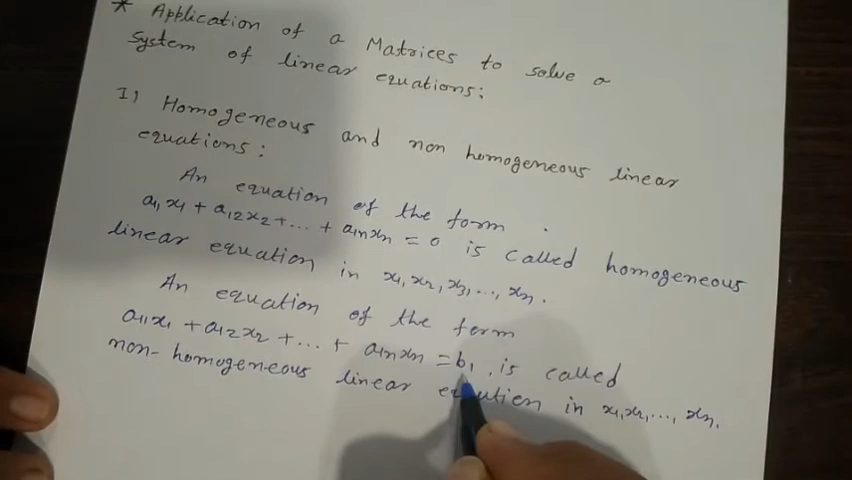 * Application of a Matrices to solve a
System of linear equations:
I) Homogeneous and non homogeneous linear
equations:
An equation of the form
a₁₁x₁ + a₁₂x₂ + ... + a₁ₙxₙ = 0 is called homogeneous
linear equation in x₁, x₂, x₃, ..., xₙ.
An equation of the form
a₁₁x₁ + a₁₂x₂ + ... + a₁ₙxₙ = b₁, is called
non-homogeneous linear equation in x₁, x₂, ..., xₙ.